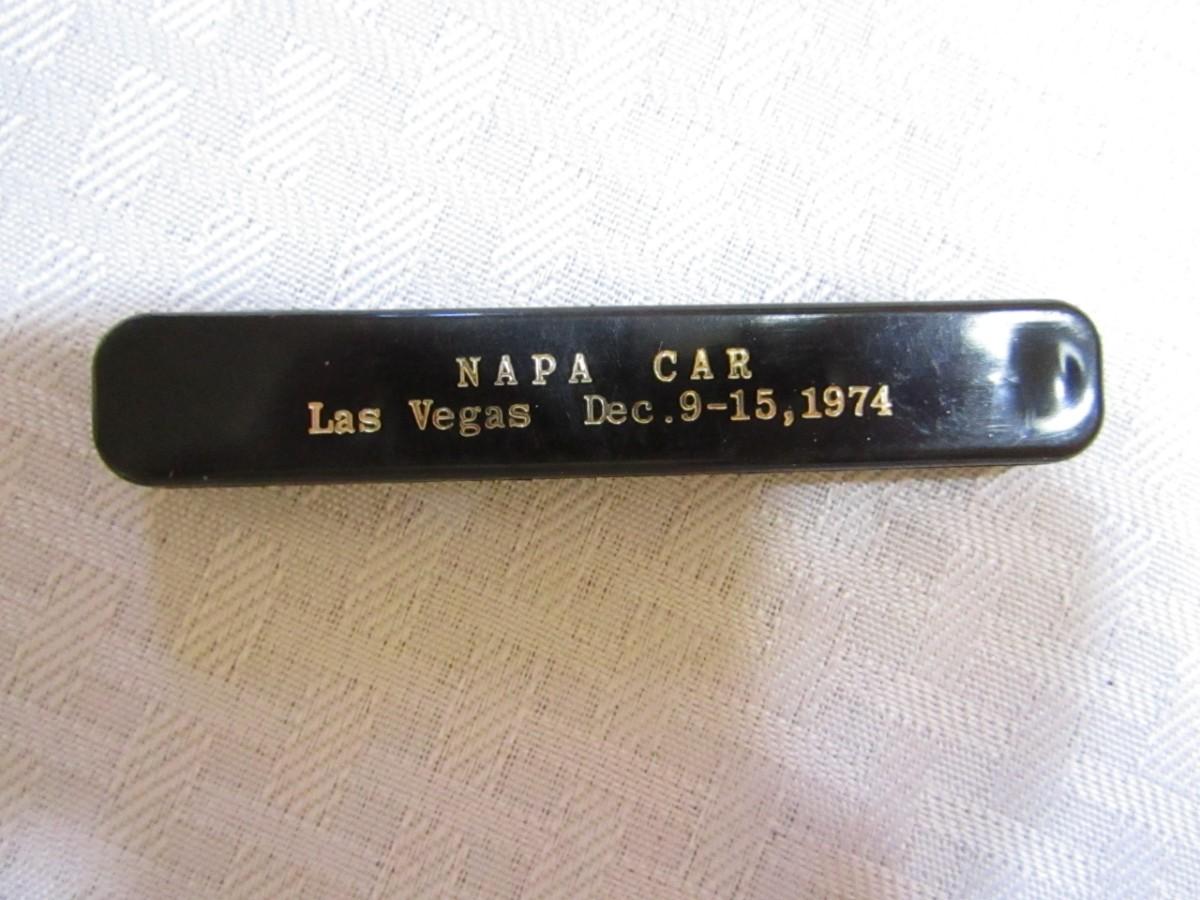 NAPA CAR
Las Vegas Dec.9-15,1974